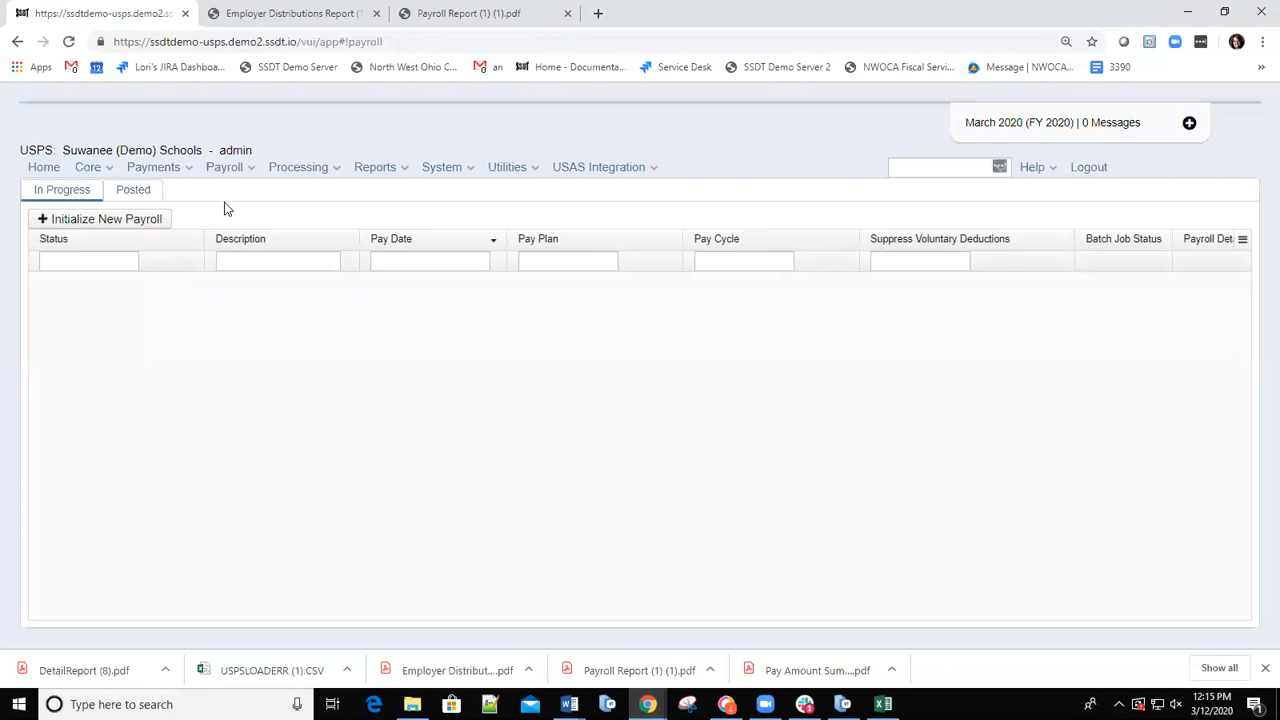 https://ssdtdemo-usps.demo2.ss
Employer Distributions Report (
Payroll Report (1) (1).pdf
https://ssdtdemo-usps.demo2.ssdt.io/vui/app#!payroll
Apps
12
Lori's JIRA Dashboa...
SSDT Demo Server
North West Ohio C...
an
SSDT
Home - Documenta...
Service Desk
SSDT Demo Server 2
NWOCA Fiscal Servi...
Message | NWOCA...
3390
March 2020 (FY 2020) | 0 Messages
USPS: Suwanee (Demo) Schools - admin
Home
Core
Payments
Payroll
Processing
Reports
System
Utilities
USAS Integration
Help
Logout
In Progress
Posted
Initialize New Payroll
Status
Description
Pay Date
Pay Plan
Pay Cycle
Suppress Voluntary Deductions
Batch Job Status
Payroll Det
DetailReport (8).pdf
USPSLOADERR (1).CSV
Employer Distribut....pdf
Payroll Report (1) (1).pdf
Pay Amount Sum....pdf
Show all
Type here to search
12:15 PM
3/12/2020